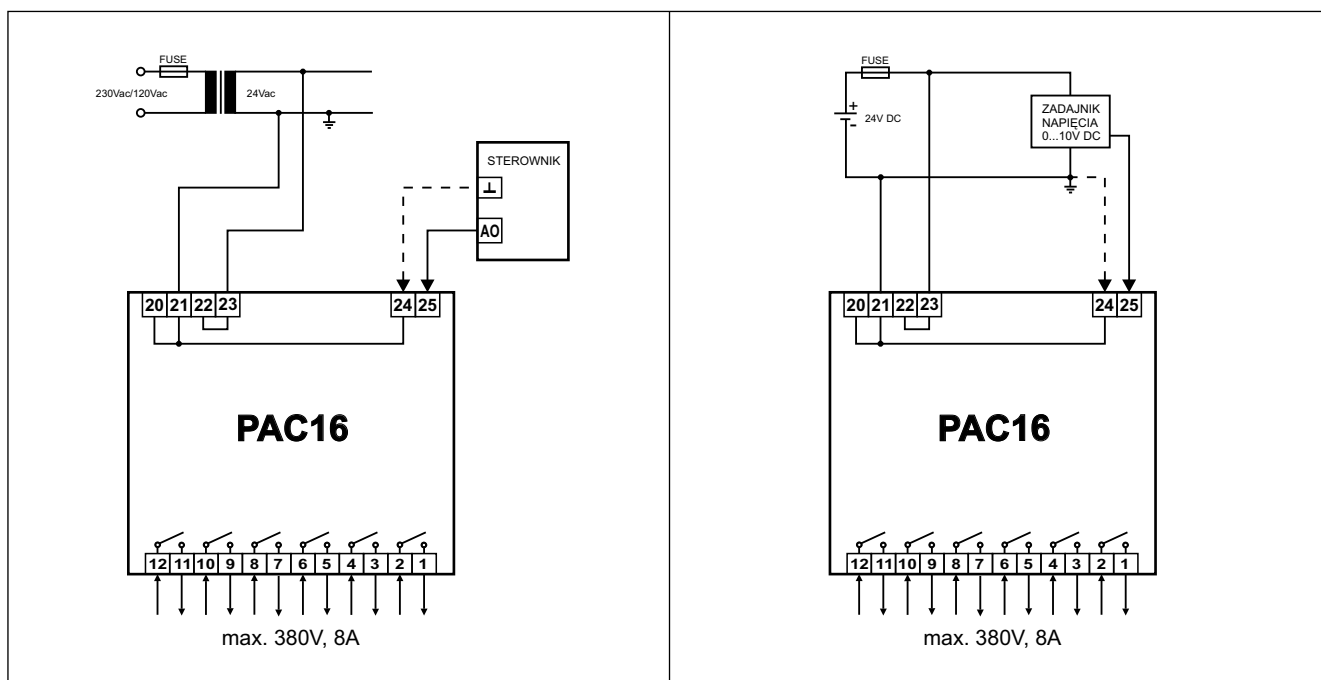 FUSE
230Vac/120Vac
24Vac
STEROWNIK
⊥
AO
20 21 22 23 24 25
PAC16
12 11 10 9 8 7 6 5 4 3 2 1
max. 380V, 8A
FUSE
+
24V DC
-
ZADAJNIK
NAPIĘCIA
0...10V DC
20 21 22 23 24 25
PAC16
12 11 10 9 8 7 6 5 4 3 2 1
max. 380V, 8A